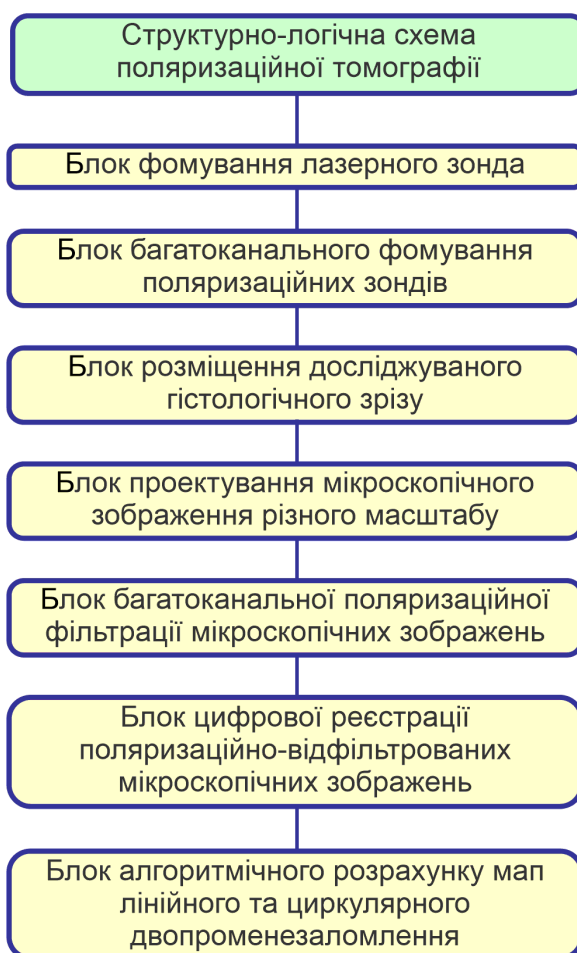 Структурно-логічна схема
поляризаційної томографії
Блок фомування лазерного зонда
Блок багатоканального фомування
поляризаційних зондів
Блок розміщення досліджуваного
гістологічного зрізу
Блок проектування мікроскопічного
зображення різного масштабу
Блок багатоканальної поляризаційної
фільтрації мікроскопічних зображень
Блок цифрової реєстрації
поляризаційно-відфільтрованих
мікроскопічних зображень
Блок алгоритмічного розрахунку мап
лінійного та циркулярного
двопроменезаломлення